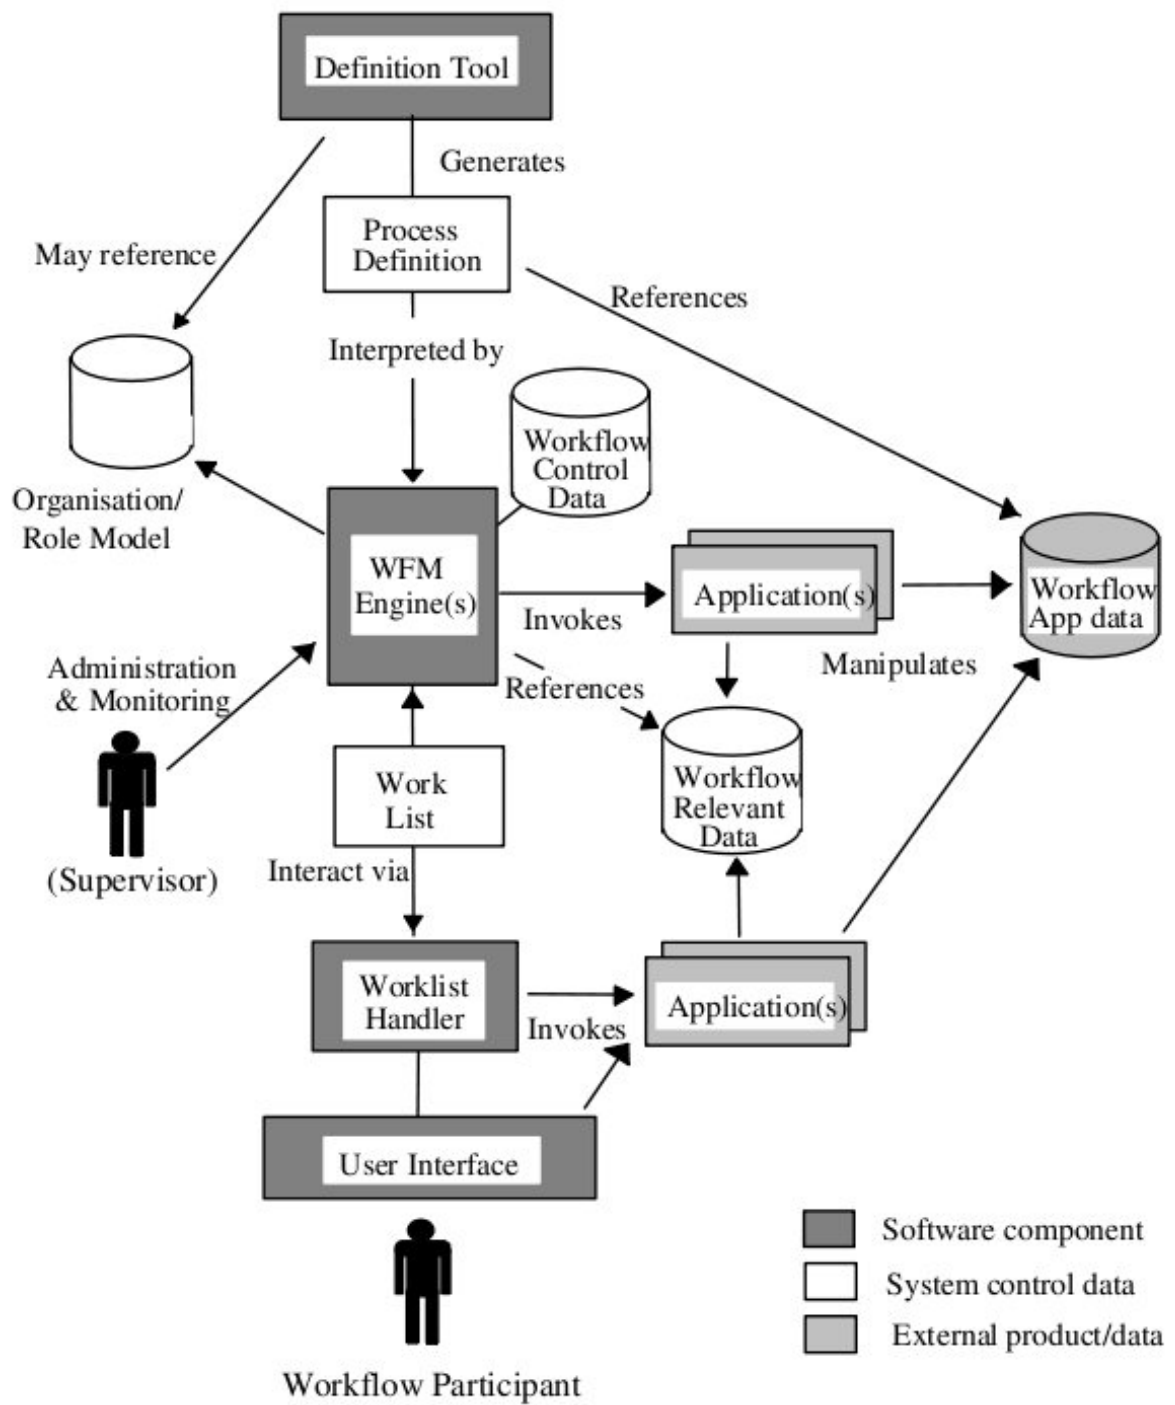 Definition Tool
Generates
Process
Definition
May reference
References
Interpreted by
Workflow
Control
Data
Organisation/
Role Model
WFM
Engine(s)
Invokes
Application(s)
Workflow
App data
Manipulates
References
Administration
& Monitoring
(Supervisor)
Work
List
Workflow
Relevant
Data
Interact via
Worklist
Handler
Invokes
Application(s)
User Interface
Workflow Participant
Software component
System control data
External product/data